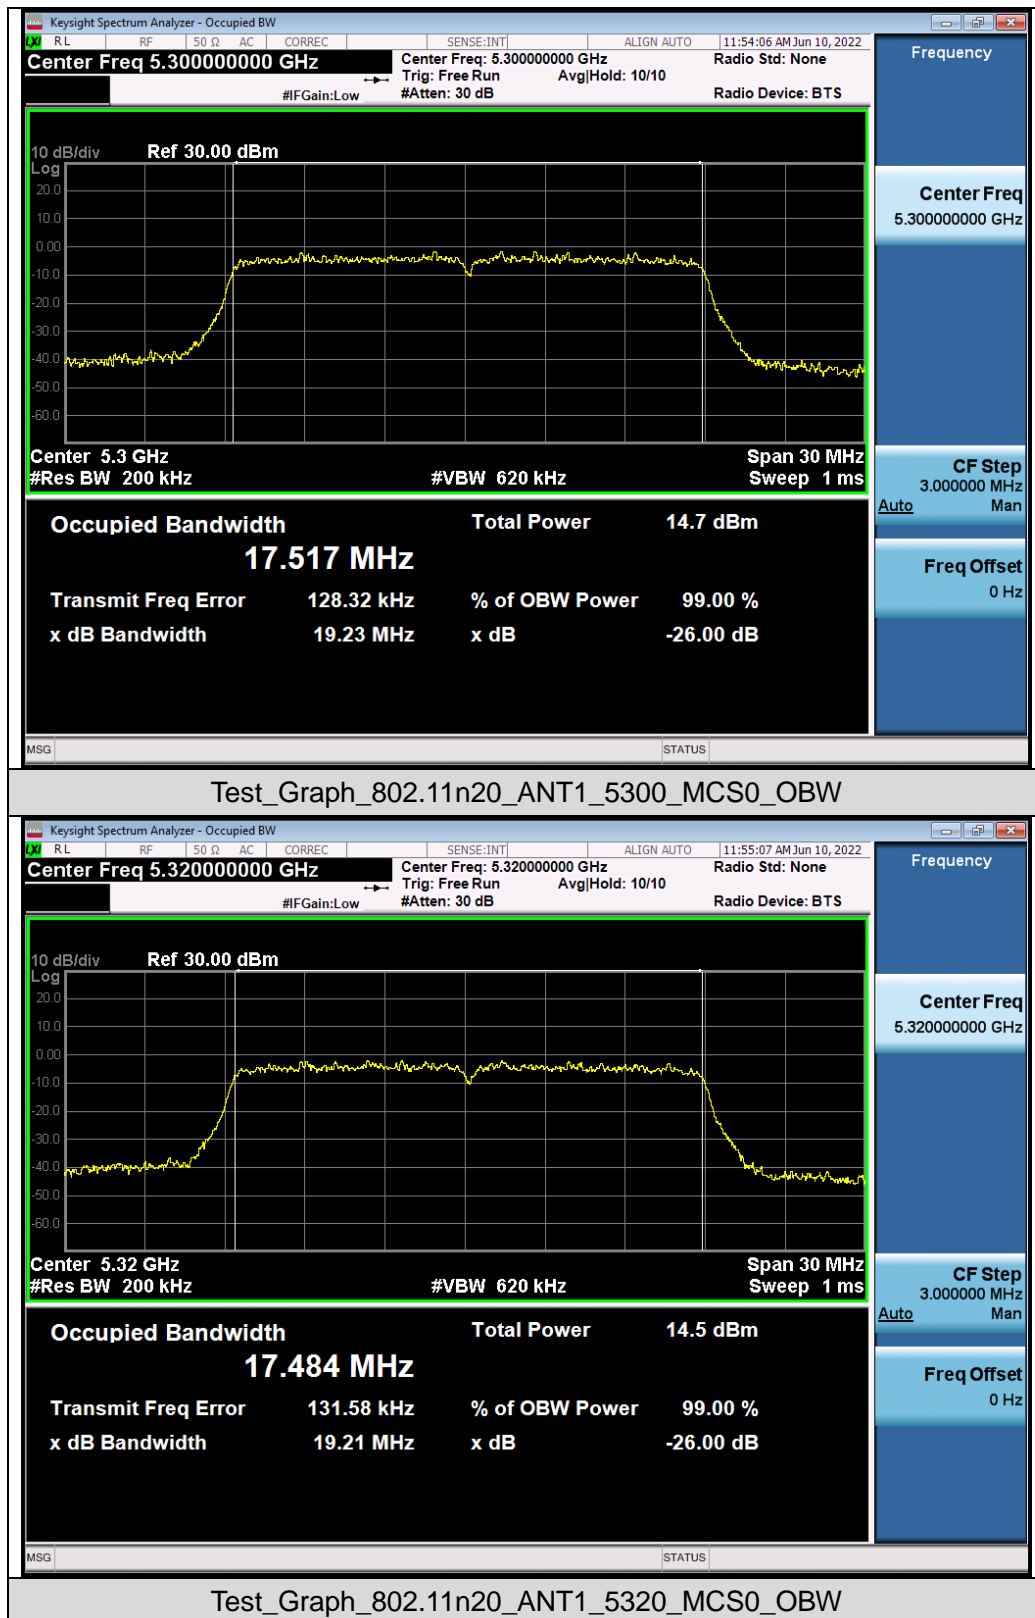 Keysight Spectrum Analyzer - Occupied BW
LXI RL RF 50 Ω AC CORREC SENSE:INT ALIGN AUTO 11:54:06 AM Jun 10, 2022
Center Freq 5.300000000 GHz
Center Freq: 5.300000000 GHz
Radio Std: None
Trig: Free Run Avg|Hold: 10/10
#IFGain:Low
#Atten: 30 dB
Radio Device: BTS
Frequency
10 dB/div Ref 30.00 dBm
Log
20.0
10.0
0.00
-10.0
-20.0
-30.0
-40.0
-50.0
-60.0
Center 5.3 GHz
Span 30 MHz
#Res BW 200 kHz
#VBW 620 kHz
Sweep 1 ms
Center Freq
5.300000000 GHz
CF Step
3.000000 MHz
Auto Man
Freq Offset
0 Hz
Occupied Bandwidth
Total Power 14.7 dBm
17.517 MHz
Transmit Freq Error 128.32 kHz
% of OBW Power 99.00 %
x dB Bandwidth 19.23 MHz
x dB -26.00 dB
MSG STATUS
Test_Graph_802.11n20_ANT1_5300_MCS0_OBW
Keysight Spectrum Analyzer - Occupied BW
LXI RL RF 50 Ω AC CORREC SENSE:INT ALIGN AUTO 11:55:07 AM Jun 10, 2022
Center Freq 5.320000000 GHz
Center Freq: 5.320000000 GHz
Radio Std: None
Trig: Free Run Avg|Hold: 10/10
#IFGain:Low
#Atten: 30 dB
Radio Device: BTS
Frequency
10 dB/div Ref 30.00 dBm
Log
20.0
10.0
0.00
-10.0
-20.0
-30.0
-40.0
-50.0
-60.0
Center 5.32 GHz
Span 30 MHz
#Res BW 200 kHz
#VBW 620 kHz
Sweep 1 ms
Center Freq
5.320000000 GHz
CF Step
3.000000 MHz
Auto Man
Freq Offset
0 Hz
Occupied Bandwidth
Total Power 14.5 dBm
17.484 MHz
Transmit Freq Error 131.58 kHz
% of OBW Power 99.00 %
x dB Bandwidth 19.21 MHz
x dB -26.00 dB
MSG STATUS
Test_Graph_802.11n20_ANT1_5320_MCS0_OBW